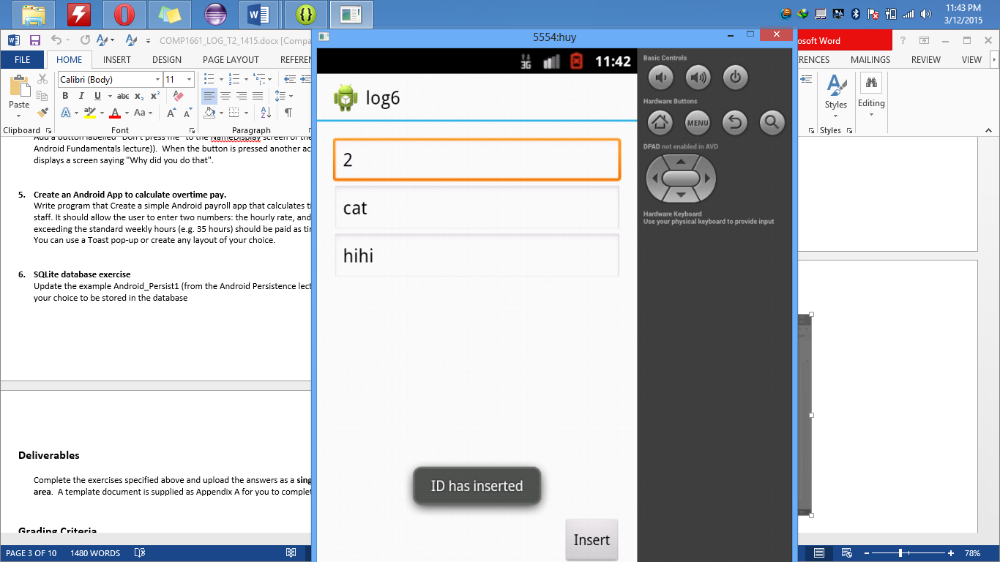 11:43 PM
3/12/2015
COMP1661_LOG_T2_1415.docx [Compa
5554:huy
osoft Word
FILE
HOME
INSERT
DESIGN
PAGE LAYOUT
REFEREN
RENCES
MAILINGS
REVIEW
VIEW
Calibri (Body)
11
Paste
Clipboard
Font
Paragraph
Styles
Editing
Styles
Add a button labelled "Don't press me" to the NameDisplay screen of the
Android Fundamentals lecture)). When the button is pressed another ac
displays a screen saying "Why did you do that".
5. Create an Android App to calculate overtime pay.
Write program that Create a simple Android payroll app that calculates ti
staff. It should allow the user to enter two numbers: the hourly rate, and
exceeding the standard weekly hours (e.g. 35 hours) should be paid as tim
You can use a Toast pop-up or create any layout of your choice.
6. SQLite database exercise
Update the example Android_Persist1 (from the Android Persistence lect
your choice to be stored in the database
Deliverables
Complete the exercises specified above and upload the answers as a sing
area. A template document is supplied as Appendix A for you to complet
Grading Criteria
PAGE 3 OF 10
1480 WORDS
78%
3G
11:42
log6
2
cat
hihi
ID has inserted
Insert
Basic Controls
Hardware Buttons
MENU
DPAD not enabled in AVD
Hardware Keyboard
Use your physical keyboard to provide input